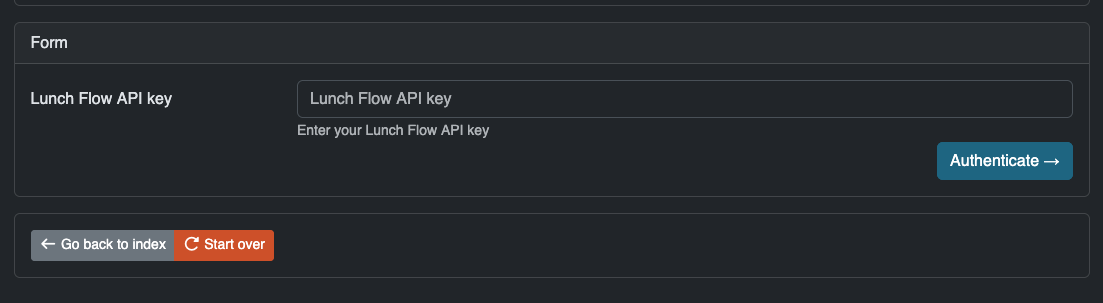 Form
Lunch Flow API key
Lunch Flow API key
Enter your Lunch Flow API key
Authenticate →
← Go back to index Start over